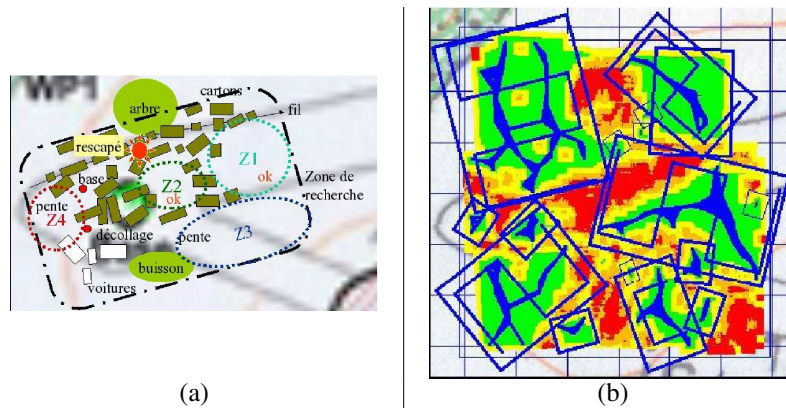 WP1
arbre
cartons
fil
rescapé
Z1
ok
base
Z2
ok
Zone de
recherche
pente
Z4
décollage
pente
Z3
buisson
voitures
(a)
(b)